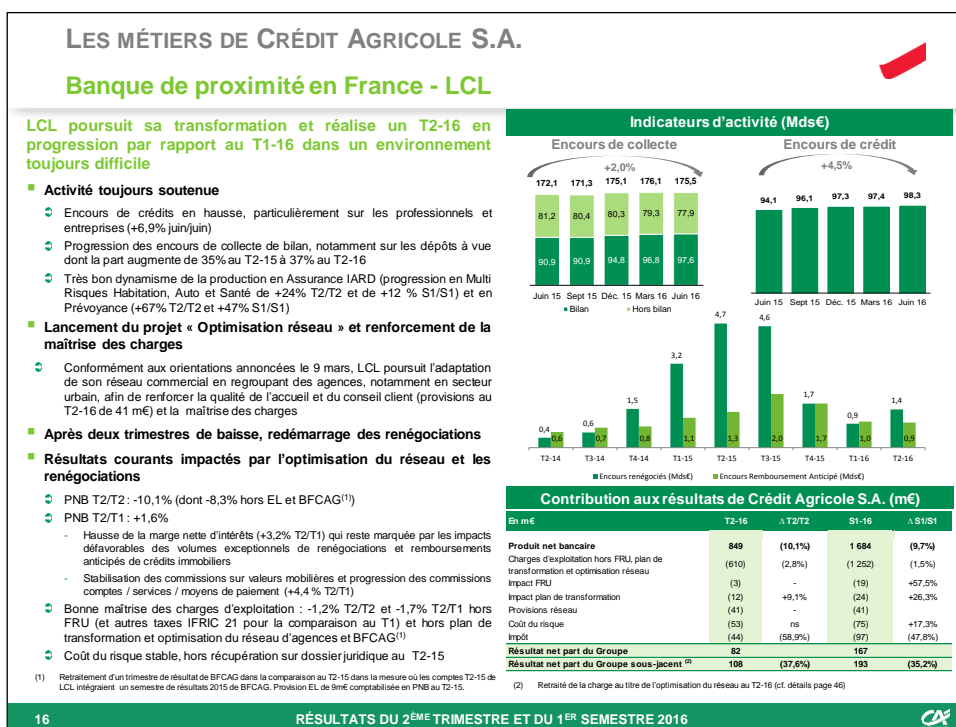 LES MÉTIERS DE CRÉDIT AGRICOLE S.A.
Banque de proximité en France - LCL
LCL poursuit sa transformation et réalise un T2-16 en
progression par rapport au T1-16 dans un environnement
toujours difficile
Activité toujours soutenue
Encours de crédits en hausse, particulièrement sur les professionnels et
entreprises (+6,9% juin/juin)
Progression des encours de collecte de bilan, notamment sur les dépôts à vue
dont la part augmente de 35% au T2-15 à 37% au T2-16
Très bon dynamisme de la production en Assurance IARD (progression en Multi
Risques Habitation, Auto et Santé de +24% T2/T2 et de +12 % S1/S1) et en
Prévoyance (+67% T2/T2 et +47% S1/S1)
Lancement du projet « Optimisation réseau » et renforcement de la
maîtrise des charges
Conformément aux orientations annoncées le 9 mars, LCL poursuit l'adaptation
de son réseau commercial en regroupant des agences, notamment en secteur
urbain, afin de renforcer la qualité de l'accueil et du conseil client (provisions au
T2-16 de 41 m€) et la maîtrise des charges
Après deux trimestres de baisse, redémarrage des renégociations
Résultats courants impactés par l'optimisation du réseau et les
renégociations
PNB T2/T2 : -10,1% (dont -8,3% hors EL et BFCAG(1))
PNB T2/T1 : +1,6%
- Hausse de la marge nette d'intérêts (+3,2% T2/T1) qui reste marquée par les impacts
défavorables des volumes exceptionnels de renégociations et remboursements
anticipés de crédits immobiliers
- Stabilisation des commissions sur valeurs mobilières et progression des commissions
comptes / services / moyens de paiement (+4,4 % T2/T1)
Bonne maîtrise des charges d'exploitation : -1,2% T2/T2 et -1,7% T2/T1 hors
FRU (et autres taxes IFRIC 21 pour la comparaison au T1) et hors plan de
transformation et optimisation du réseau d'agences et BFCAG(1)
Coût du risque stable, hors récupération sur dossier juridique au T2-15
(1) Retraitement d'un trimestre de résultat de BFCAG dans la comparaison au T2-15 dans la mesure où les comptes T2-15 de
LCL intégraient un semestre de résultats 2015 de BFCAG. Provision EL de 9m€ comptabilisée en PNB au T2-15.
Indicateurs d'activité (Mds€)
Encours de collecte
+2,0%
172,1 171,3 175,1 176,1 175,5
81,2 80,4 80,3 79,3 77,9
90,9 90,9 94,8 96,8 97,6
Juin 15 Sept 15 Déc. 15 Mars 16 Juin 16
Bilan Hors bilan
Encours de crédit
+4,5%
94,1 96,1 97,3 97,4 98,3
Juin 15 Sept 15 Déc. 15 Mars 16 Juin 16
0,4 0,6 1,5 3,2 4,7 4,6 1,7 0,9 1,4
0,6 0,7 0,8 1,1 1,3 2,0 1,7 1,0 0,9
T2-14 T3-14 T4-14 T1-15 T2-15 T3-15 T4-15 T1-16 T2-16
Encours renégociés (Mds€) Encours Remboursement Anticipé (Mds€)
Contribution aux résultats de Crédit Agricole S.A. (m€)
En m€ T2-16 Δ T2/T2 S1-16 Δ S1/S1
Produit net bancaire 849 (10,1%) 1 684 (9,7%)
Charges d'exploitation hors FRU, plan de
transformation et optimisation réseau (610) (2,8%) (1 252) (1,5%)
Impact FRU (3) - (19) +57,5%
Impact plan de transformation (12) +9,1% (24) +26,3%
Provisions réseau (41) - (41)
Coût du risque (53) ns (75) +17,3%
Impôt (44) (58,9%) (97) (47,8%)
Résultat net part du Groupe 82 167
Résultat net part du Groupe sous-jacent (2) 108 (37,6%) 193 (35,2%)
(2) Retraité de la charge au titre de l'optimisation du réseau au T2-16 (cf. détails page 46)
16 RÉSULTATS DU 2ÈME TRIMESTRE ET DU 1ER SEMESTRE 2016 CA